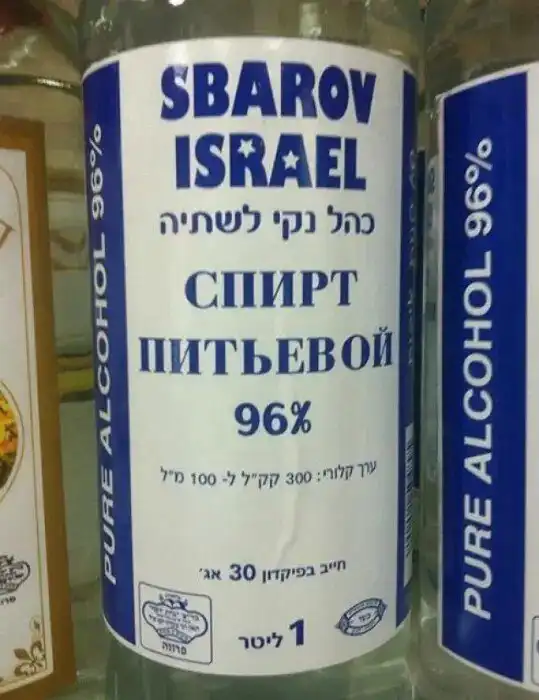 SBAROV
ISRAEL
כהל נקי לשתיה
СПИРТ
ПИТЬЕВОЙ
96%
ערך קלורי: 300 קק"ל ל- 100 מ"ל
חייב בפיקדון 30 אג'
1 ליטר
פרווה
PURE ALCOHOL 96%
PURE ALCOHOL 96%